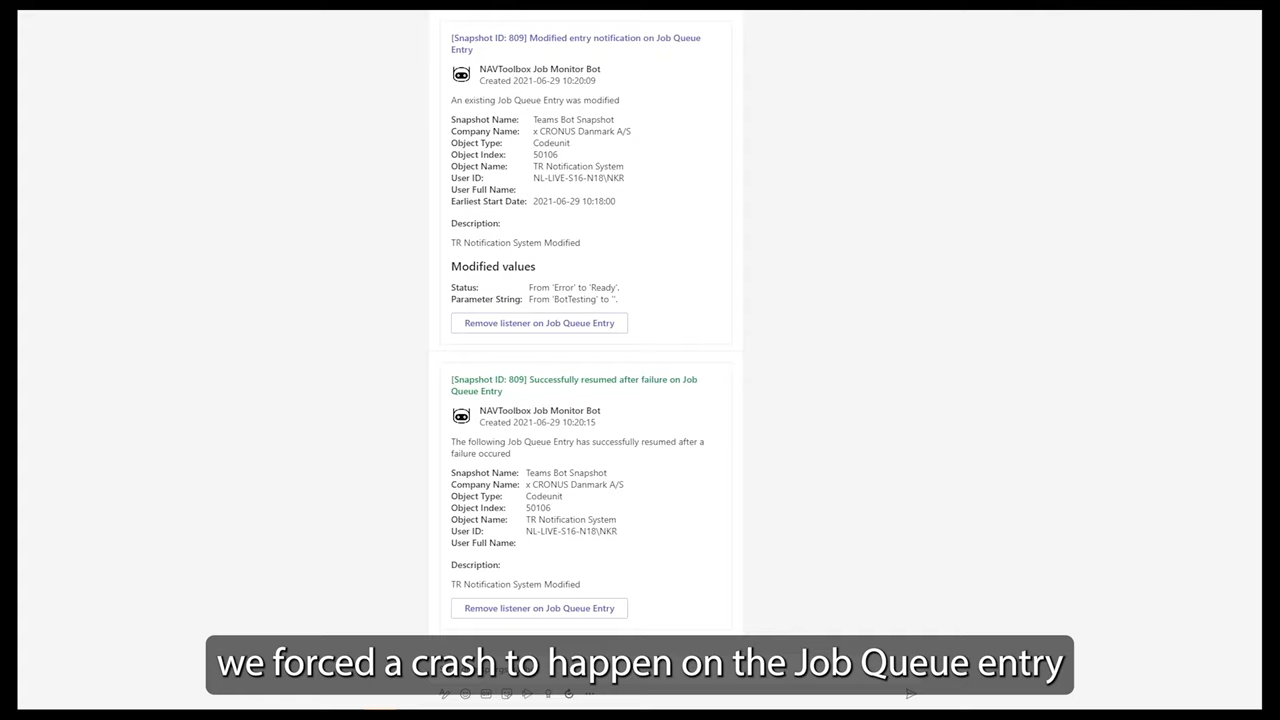 [Snapshot ID: 809] Modified entry notification on Job Queue
Entry
NAVToolbox Job Monitor Bot
Created 2021-06-29 10:20:09
An existing Job Queue Entry was modified
Snapshot Name: Teams Bot Snapshot
Company Name: x CRONUS Danmark A/S
Object Type: Codeunit
Object Index: 50106
Object Name: TR Notification System
User ID: NL-LIVE-S16-N18\NKR
User Full Name:
Earliest Start Date: 2021-06-29 10:18:00
Description:
TR Notification System Modified
Modified values
Status: From 'Error' to 'Ready'.
Parameter String: From 'BotTesting' to ''.
Remove listener on Job Queue Entry
[Snapshot ID: 809] Successfully resumed after failure on Job
Queue Entry
NAVToolbox Job Monitor Bot
Created 2021-06-29 10:20:15
The following Job Queue Entry has successfully resumed after a
failure occured
Snapshot Name: Teams Bot Snapshot
Company Name: x CRONUS Danmark A/S
Object Type: Codeunit
Object Index: 50106
Object Name: TR Notification System
User ID: NL-LIVE-S16-N18\NKR
User Full Name:
Description:
TR Notification System Modified
Remove listener on Job Queue Entry
we forced a crash to happen on the Job Queue entry